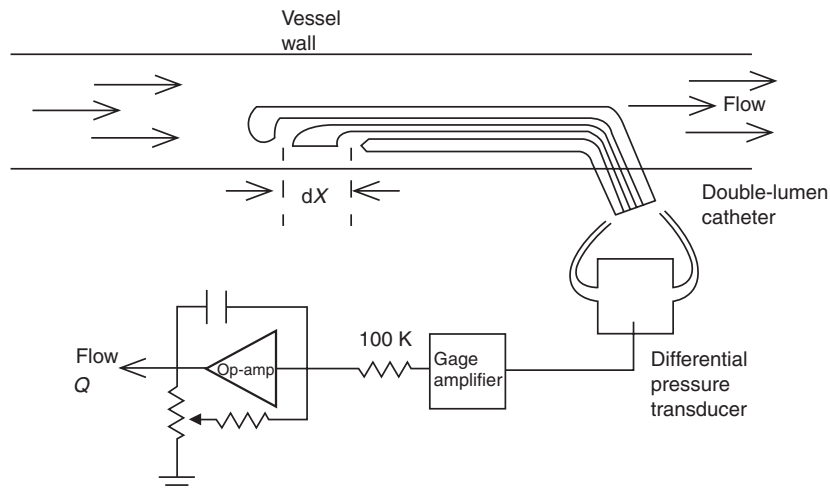 Vessel
wall
Flow
dX
Double-lumen
catheter
100 K
Flow
Q
Op-amp
Gage
amplifier
Differential
pressure
transducer